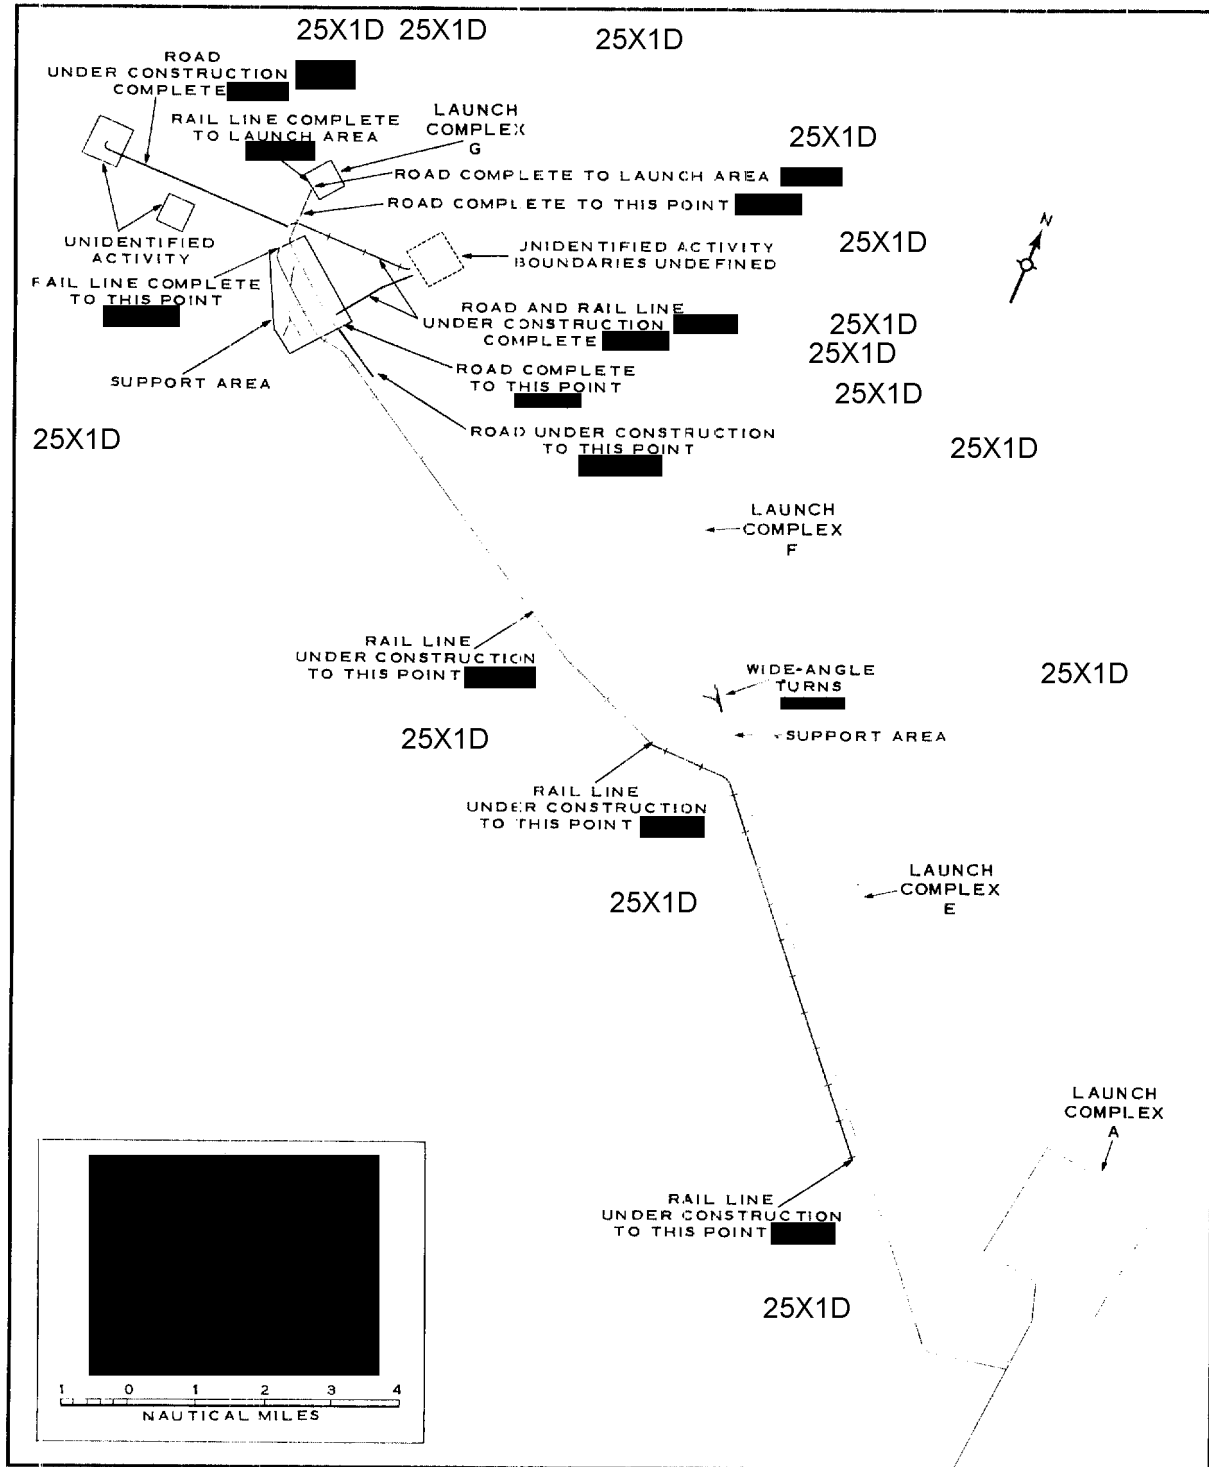 25X1D 25X1D
25X1D
ROAD
UNDER CONSTRUCTION
COMPLETE
RAIL LINE COMPLETE
TO LAUNCH AREA
LAUNCH
COMPLEX
G
25X1D
ROAD COMPLETE TO LAUNCH AREA
ROAD COMPLETE TO THIS POINT
N
UNIDENTIFIED
ACTIVITY
UNIDENTIFIED ACTIVITY
BOUNDARIES UNDEFINED
25X1D
RAIL LINE COMPLETE
TO THIS POINT
ROAD AND RAIL LINE
UNDER CONSTRUCTION
COMPLETE
25X1D
25X1D
SUPPORT AREA
ROAD COMPLETE
TO THIS POINT
25X1D
25X1D
ROAD UNDER CONSTRUCTION
TO THIS POINT
25X1D
LAUNCH
COMPLEX
F
RAIL LINE
UNDER CONSTRUCTION
TO THIS POINT
WIDE-ANGLE
TURNS
25X1D
25X1D
SUPPORT AREA
RAIL LINE
UNDER CONSTRUCTION
TO THIS POINT
LAUNCH
COMPLEX
E
25X1D
LAUNCH
COMPLEX
A
RAIL LINE
UNDER CONSTRUCTION
TO THIS POINT
25X1D
1 0 1 2 3 4
NAUTICAL MILES